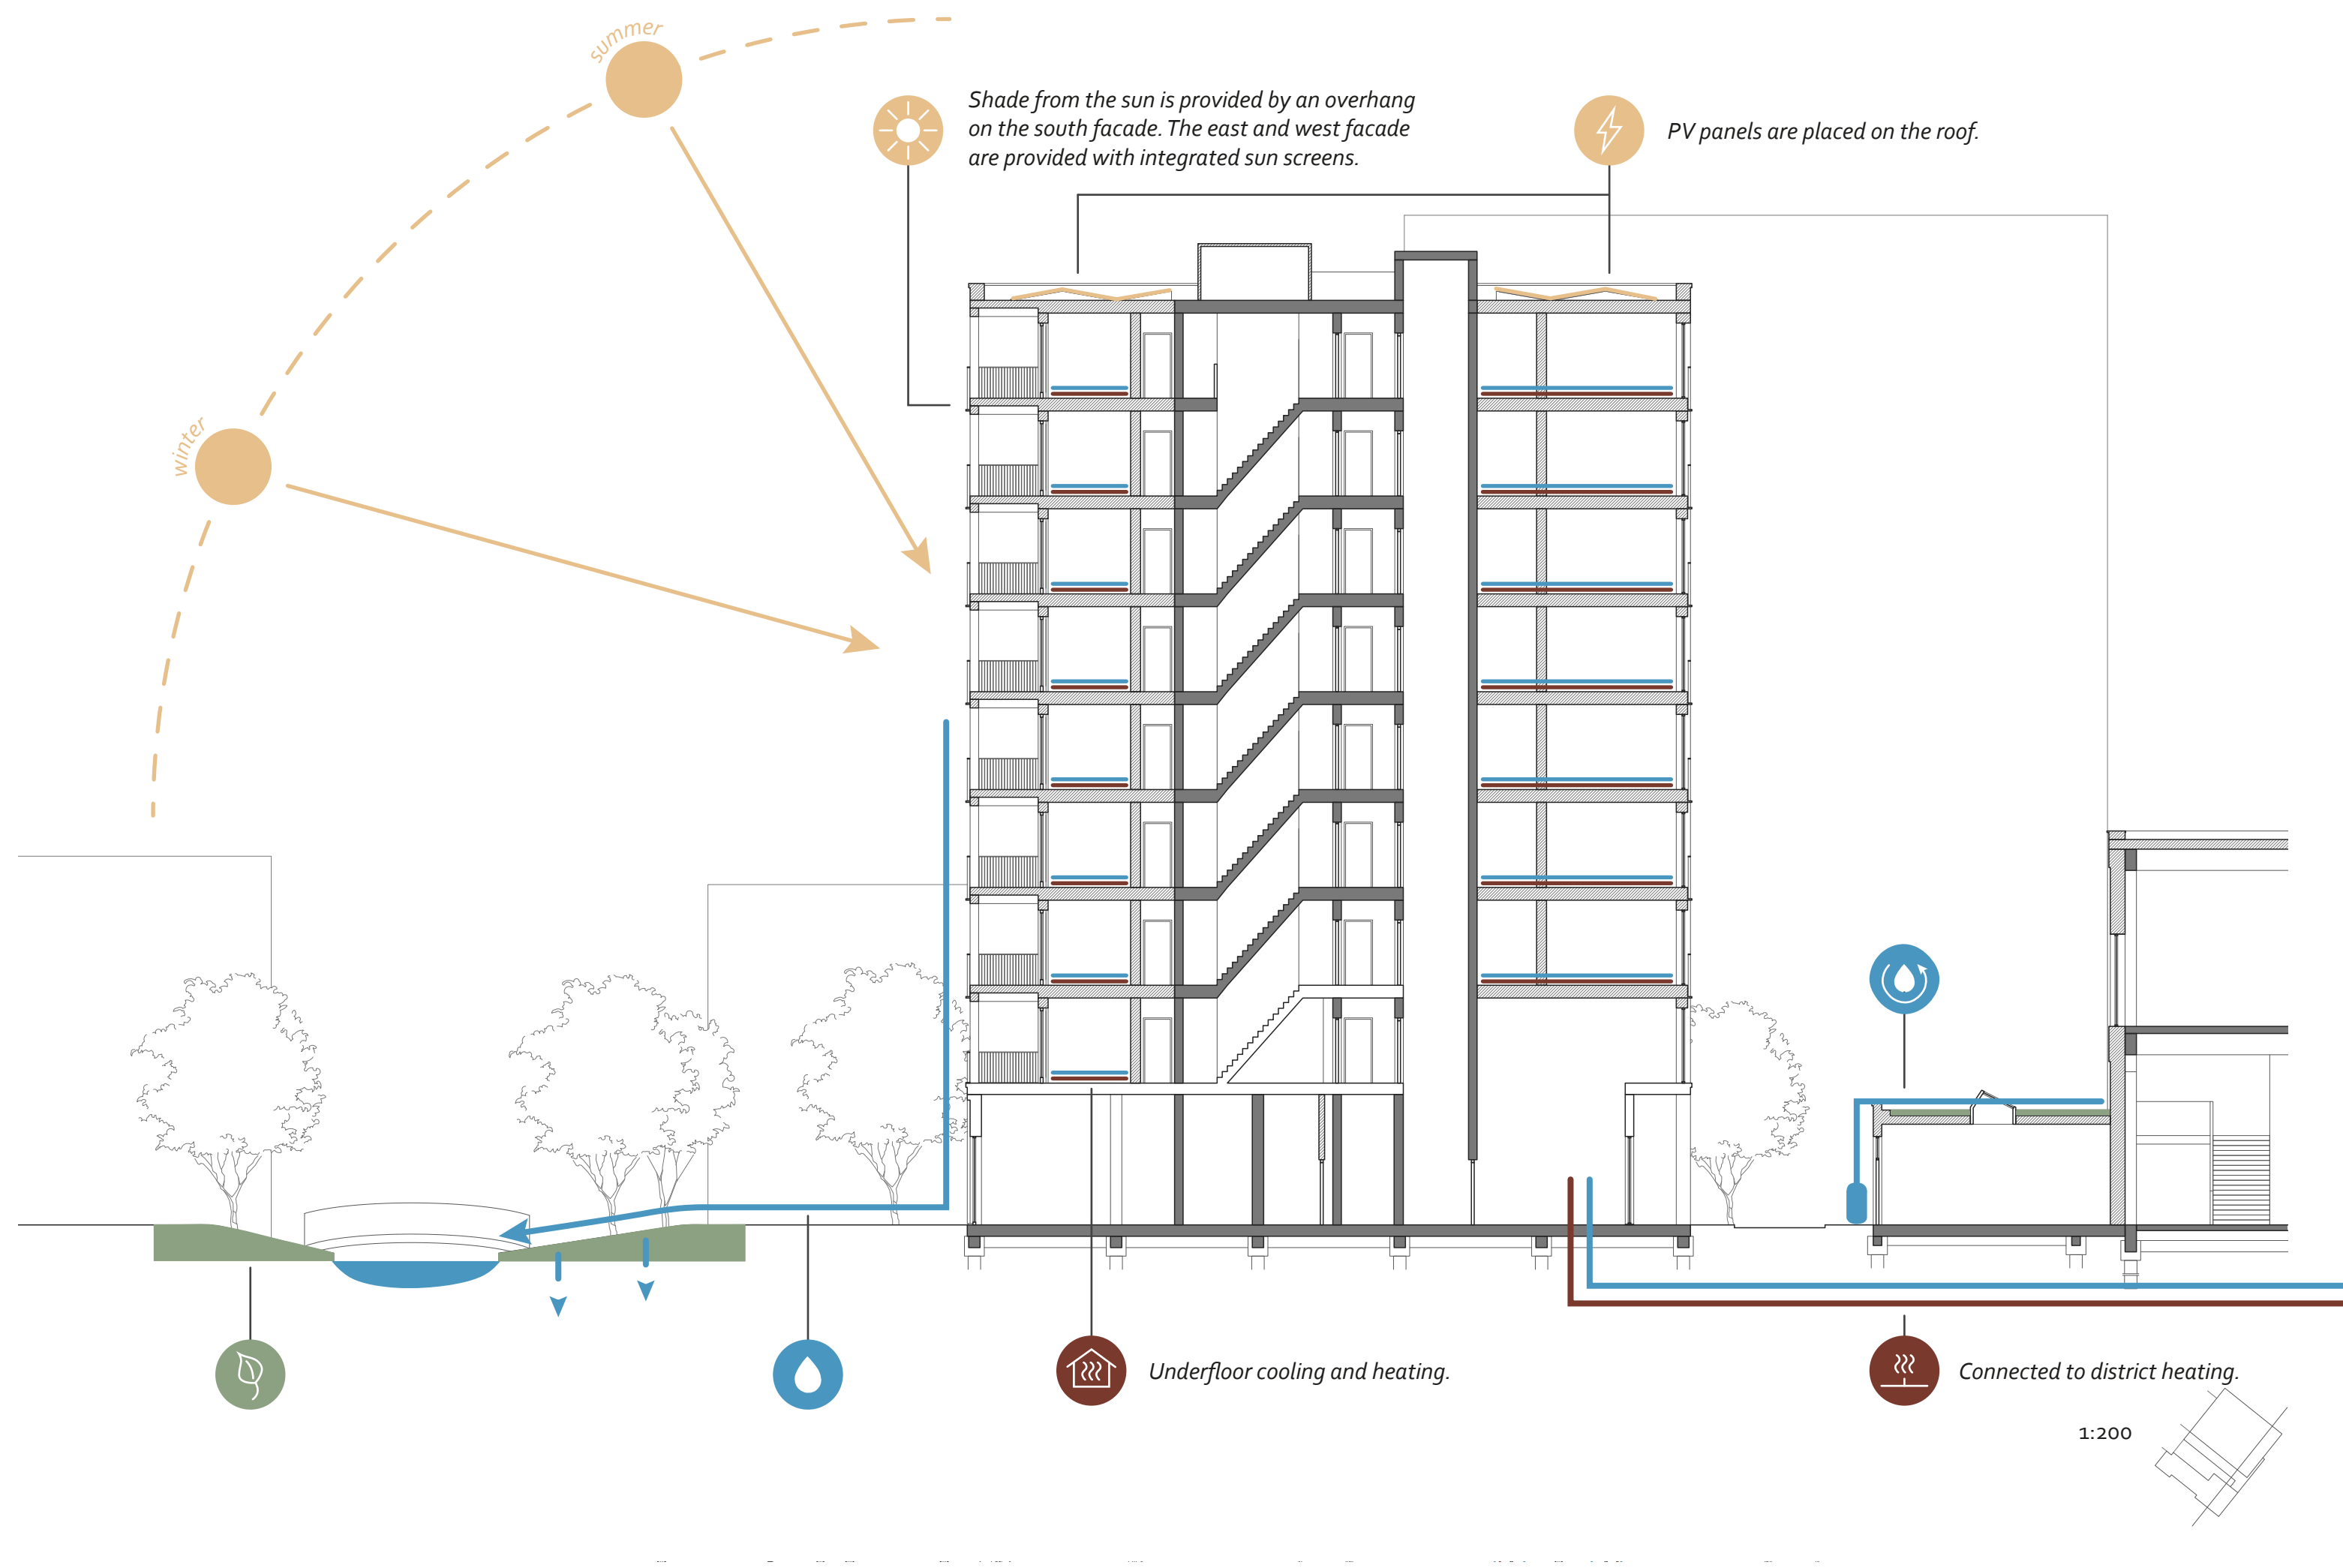 summer
Shade from the sun is provided by an overhang
on the south facade. The east and west facade
are provided with integrated sun screens.
PV panels are placed on the roof.
winter
Underfloor cooling and heating.
Connected to district heating.
1:200